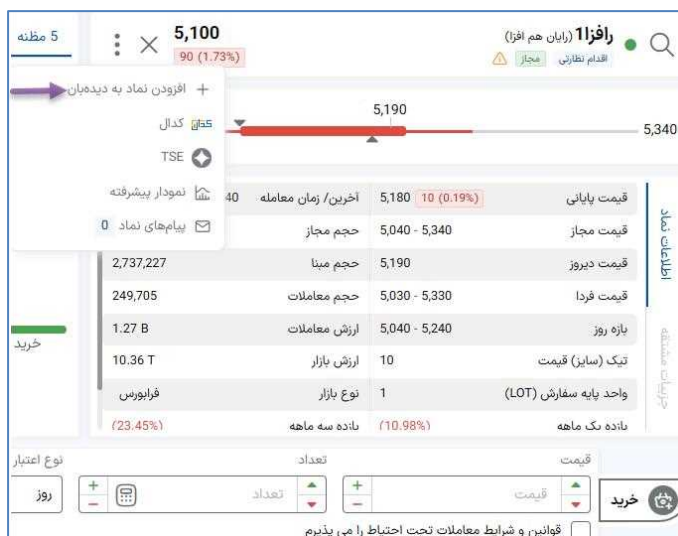 رافزا1 (رایان هم افزا)
اقدام نظارتی مجاز
5,100
90 (1.73%)
5 مظنه
افزودن نماد به دیده‌بان
کدال
TSE
نمودار پیشرفته
پیام‌های نماد 0
5,190
5,340
اطلاعات نماد
جزییات مشتقه
قیمت پایانی 5,180 10 (0.19%) آخرین/ زمان معامله 40
قیمت مجاز 5,040 - 5,340 حجم مجاز
قیمت دیروز 5,190 حجم مبنا 2,737,227
قیمت فردا 5,030 - 5,330 حجم معاملات 249,705
بازه روز 5,040 - 5,240 ارزش معاملات 1.27 B
تیک (سایز) قیمت 10 ارزش بازار 10.36 T
واحد پایه سفارش (LOT) 1 نوع بازار فرابورس
بازده یک ماهه (10.98%) بازده سه ماهه (23.45%)
خرید
قیمت تعداد نوع اعتبار
خرید قیمت تعداد روز
قوانین و شرایط معاملات تحت احتیاط را می پذیرم